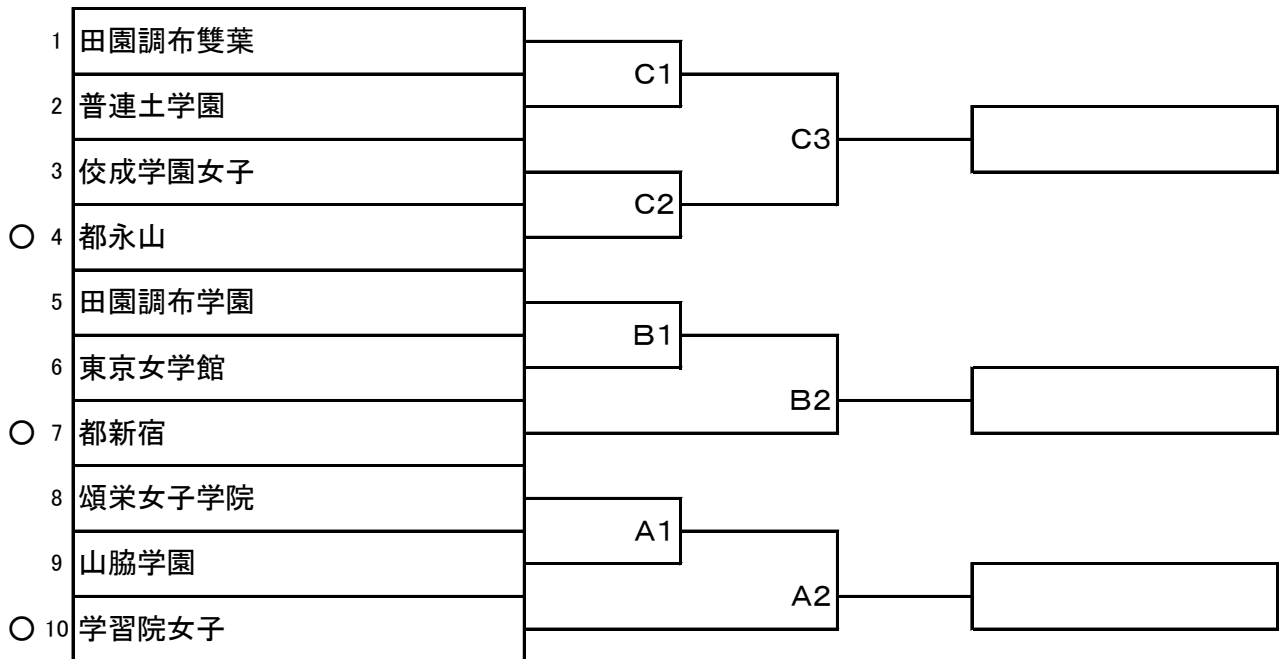 1 田園調布雙葉
C1
2 普連土学園
C3
3 佼成学園女子
C2
○ 4 都永山
5 田園調布学園
B1
6 東京女学館
B2
○ 7 都新宿
8 頌栄女子学院
A1
9 山脇学園
A2
○ 10 学習院女子